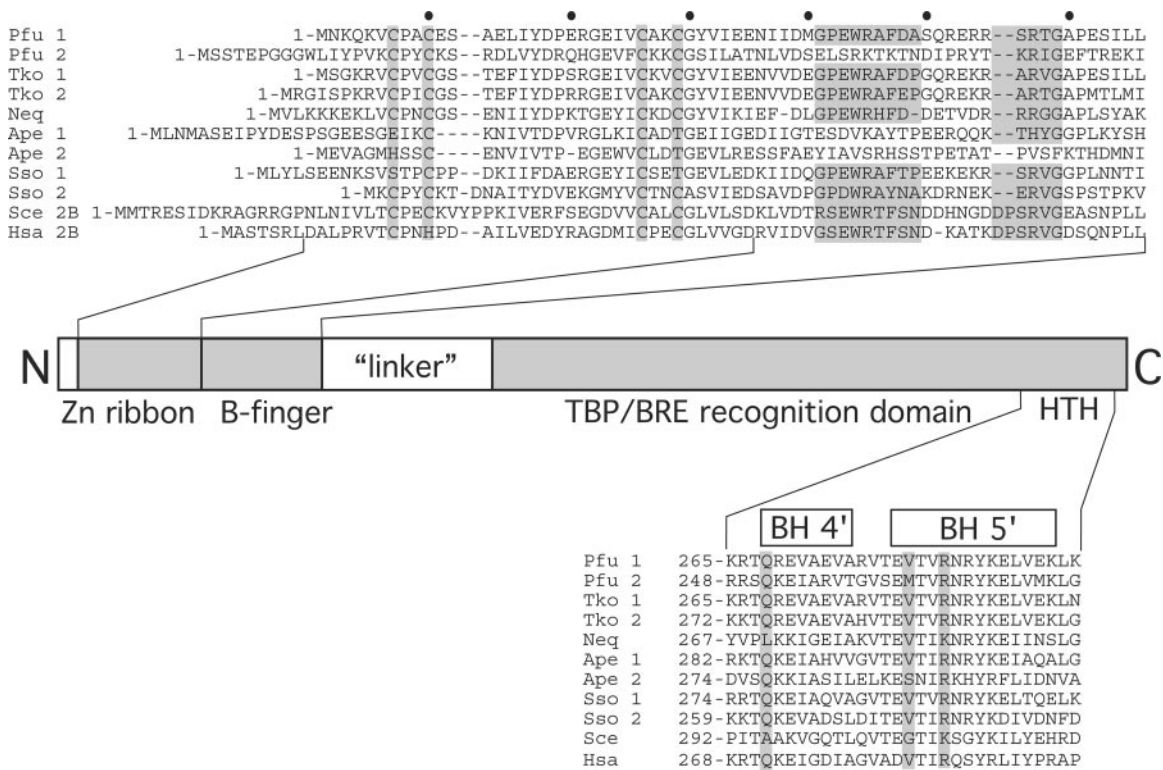 Pfu 1 1-MNKQKVCPACES--AELIYDPERGEIVCAKCGYVIEENIIDMGPEWRAFDASQRERR--SRTGAPESILL
Pfu 2 1-MSSTEPGGGWLIYPVKCPYCKS--RDLVYDRQHGEVFCKKCGSILATNLVDSELSRKTKTNDIPRYT--KRIGEFTREKI
Tko 1 1-MSGKRVCPVCGS--TEFIYDPSRGEIVCKVCGYVIEENVVDEGPEWRAFDPGQREKR--ARVGAPESILL
Tko 2 1-MRGISPKRVCPICGS--TEFIYDPRRGEIVCAKCGYVIEENVVDEGPEWRAFEPGQREKR--ARTGAPMTLMI
Neq 1-MVLKKKEKLVCPNCGS--ENIIYDPKTGEYICDKCGYVIKIEF-DLGPEWRHFD-DETVDR--RRGGAPLSYAK
Ape 1 1-MLNMASEIPYDESPSGEESGEIKC----KNVITDPVRGLKICADTGEIIGEDIIGTESDVKAYTPEERQQK--THYGGPLKYSH
Ape 2 1-MEVAGMHSSC----ENVIVTP-EGEWVCLDTGEVLRESSFAEYIAVSRHSSTPETAT--PVSFKTHDMNI
Sso 1 1-MLYLSEENKSVSTPCPP--DKIIFDAERGEYICSETGEVLEDKIIDQGPEWRAFTPEEKEKR--SRVGGPLNNTI
Sso 2 1-MKCPYCKT-DNAITYDVEKGMYVCTNCASVIEDSAVDPGPDWRAYNAKDRNEK--ERVGSPSTPKV
Sce 2B 1-MMTRESIDKRAGRRGPNLNIVLTCPECKVYPPKIVERFSEGDVVCALCGLVLSDKLVDTRSEWRTFSNDDHNGDDPSRVGEASNPLL
Hsa 2B 1-MASTSRLDALPRVTCPNHPD--AILVEDYRAGDMICPECGLVVGDRVIDVGSEWRTFSND-KATKDPSRVGDSQNPLL
N "linker" C
Zn ribbon B-finger TBP/BRE recognition domain HTH
BH 4' BH 5'
Pfu 1 265-KRTQREVAEVARVTEVTVRNRYKELVEKLK
Pfu 2 248-RRSQKEIARVTGVSEMTVRNRYKELVMKLG
Tko 1 265-KRTQREVAEVARVTEVTVRNRYKELVEKLN
Tko 2 272-KKTQREVAEVAHVTEVTVRNRYKELVEKLG
Neq 267-YVPLKKIGEIAKVTEVTIKNRYKEIINSLG
Ape 1 282-RKTQKEIAHVVGVTEVTIRNRYKEIAQALG
Ape 2 274-DVSQKKIASILELKESNIRKHYRFLIDNVA
Sso 1 274-RRTQKEIAQVAGVTEVTVRNRYKELTQELK
Sso 2 259-KKTQKEVADSLDITEVTIRNRYKDIVDNFD
Sce 292-PITAAKVGQTLQVTEGTIKSGYKILYEHRD
Hsa 268-KRTQKEIGDIAGVADVTIRQSYRLIYPRAP